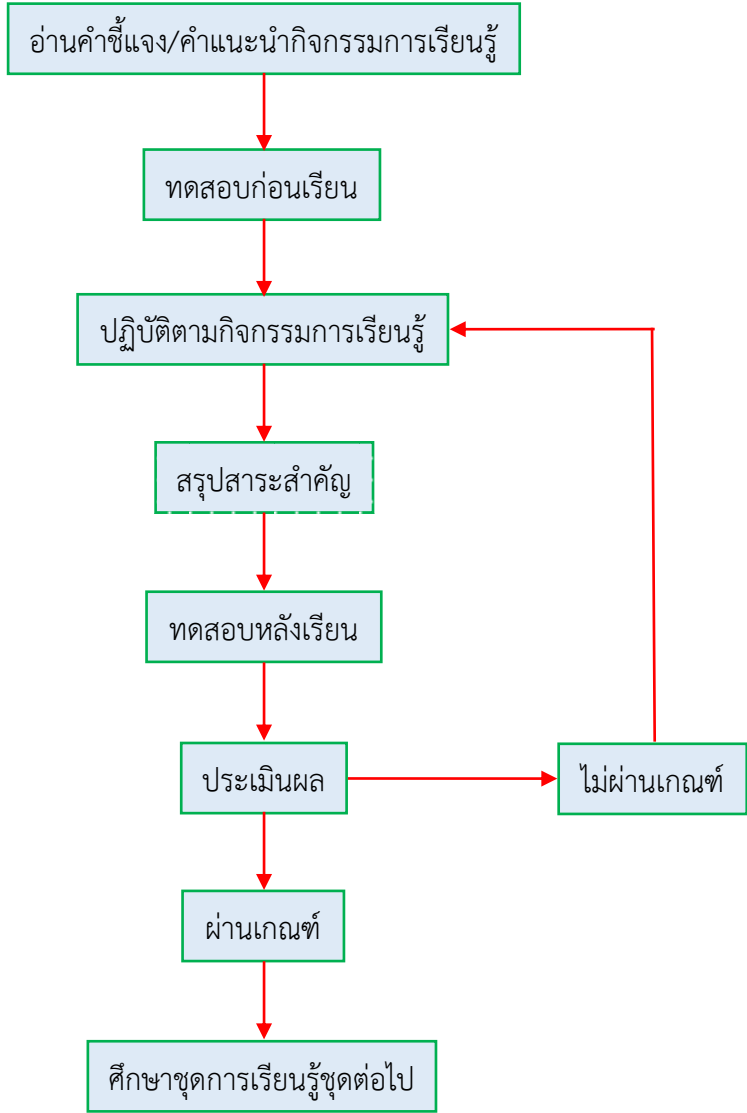 อ่านคำชี้แจง/คำแนะนำกิจกรรมการเรียนรู้
ทดสอบก่อนเรียน
ปฏิบัติตามกิจกรรมการเรียนรู้
สรุปสาระสำคัญ
ทดสอบหลังเรียน
ประเมินผล
ไม่ผ่านเกณฑ์
ผ่านเกณฑ์
ศึกษาชุดการเรียนรู้ชุดต่อไป